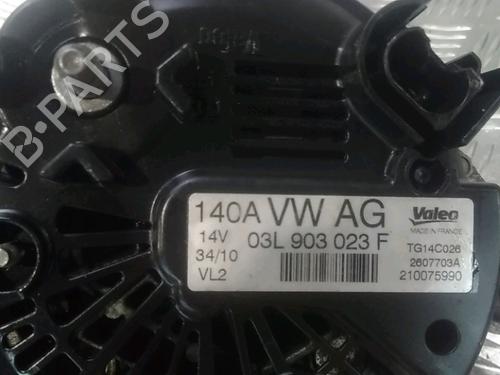 B-PARTS
140A VW AG
14V 03L 903 023 F
34/10
VL2
Valeo
MADE IN FRANCE
TG14C026
2607703A
210075990